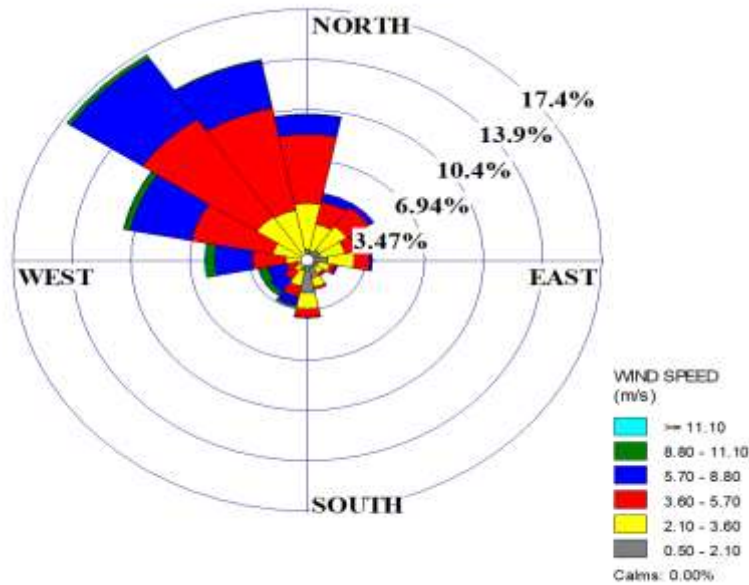 NORTH
17.4%
13.9%
10.4%
6.94%
3.47%
WEST
EAST
SOUTH
WIND SPEED
(m/s)
>= 11.10
8.80 - 11.10
5.70 - 8.80
3.60 - 5.70
2.10 - 3.60
0.50 - 2.10
Calms: 0.00%